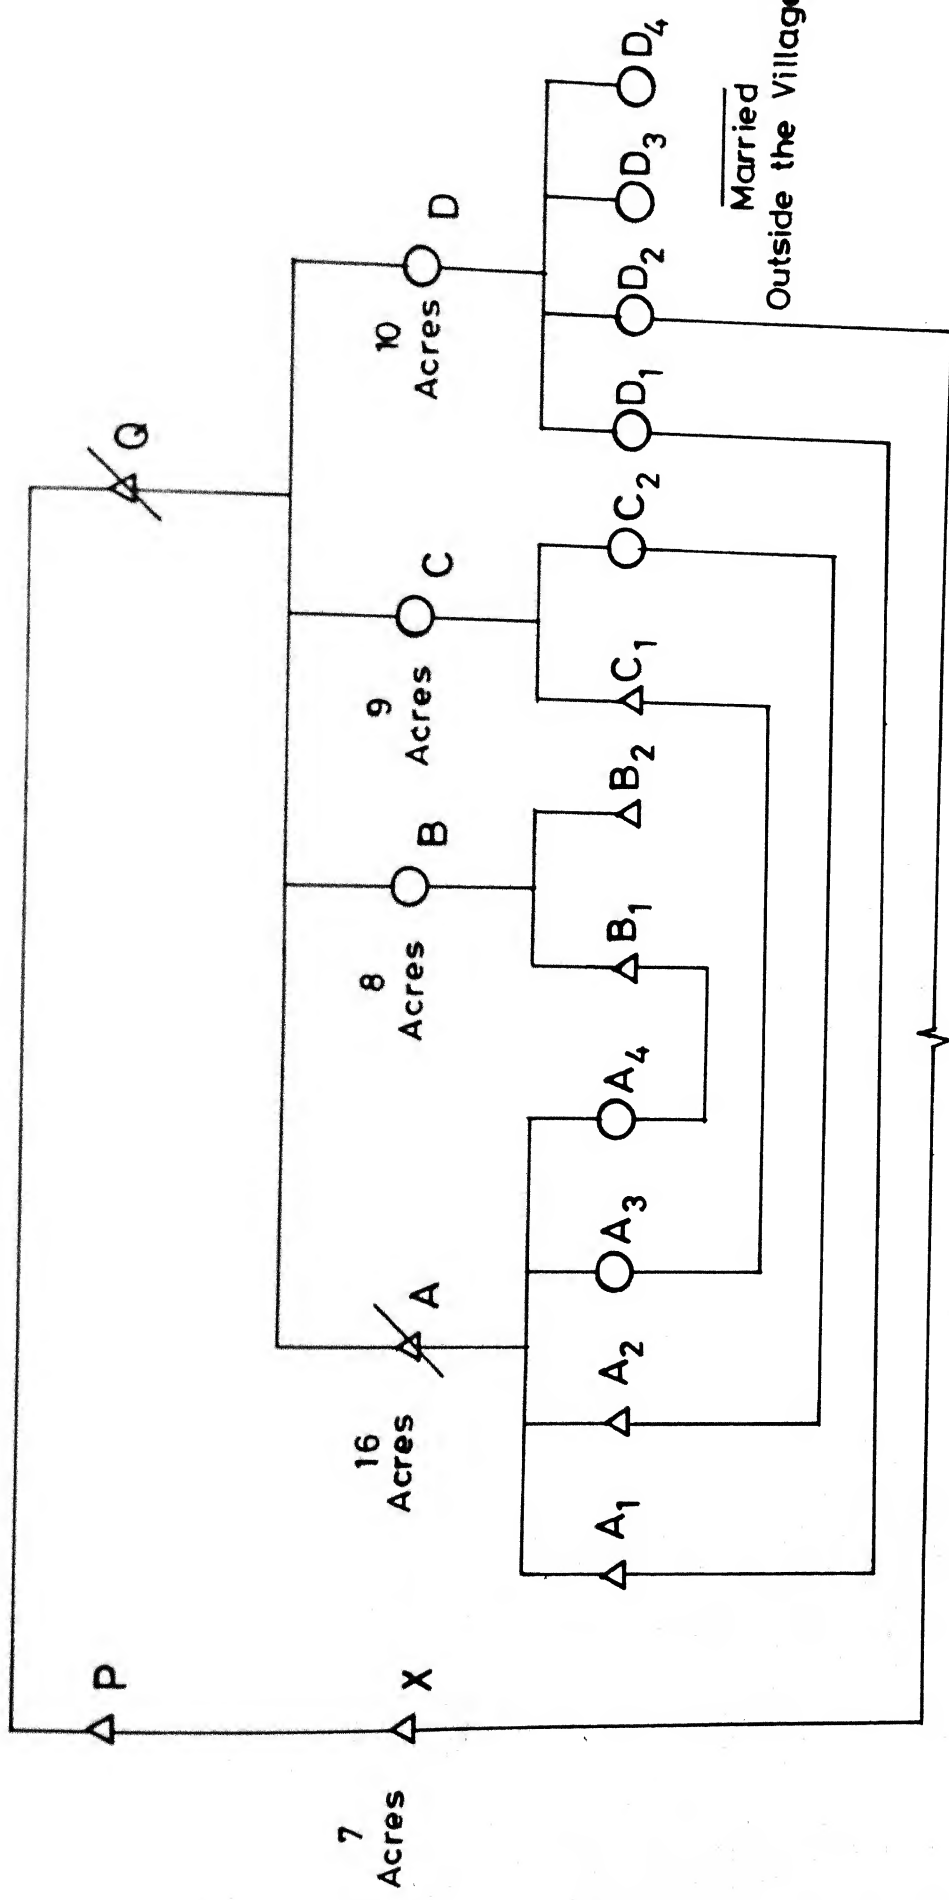 P
Q
7
Acres
X
16
Acres
A
8
Acres
B
9
Acres
C
10
Acres
D
A1
A2
A3
A4
B1
B2
C1
C2
D1
D2
D3
D4
Married
Outside the Village